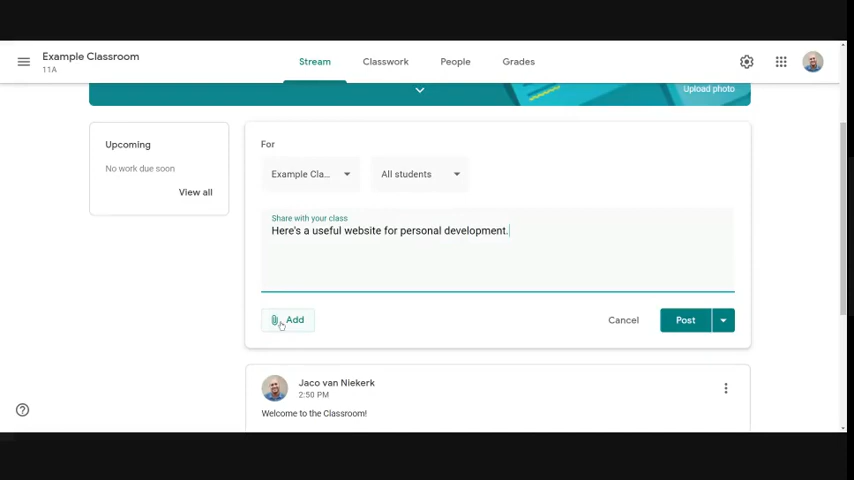 Example Classroom
11A
Stream
Classwork
People
Grades
Upload photo
Upcoming
No work due soon
View all
For
Example Cla...
All students
Share with your class
Here's a useful website for personal development.
Add
Cancel
Post
Jaco van Niekerk
2:50 PM
Welcome to the Classroom!